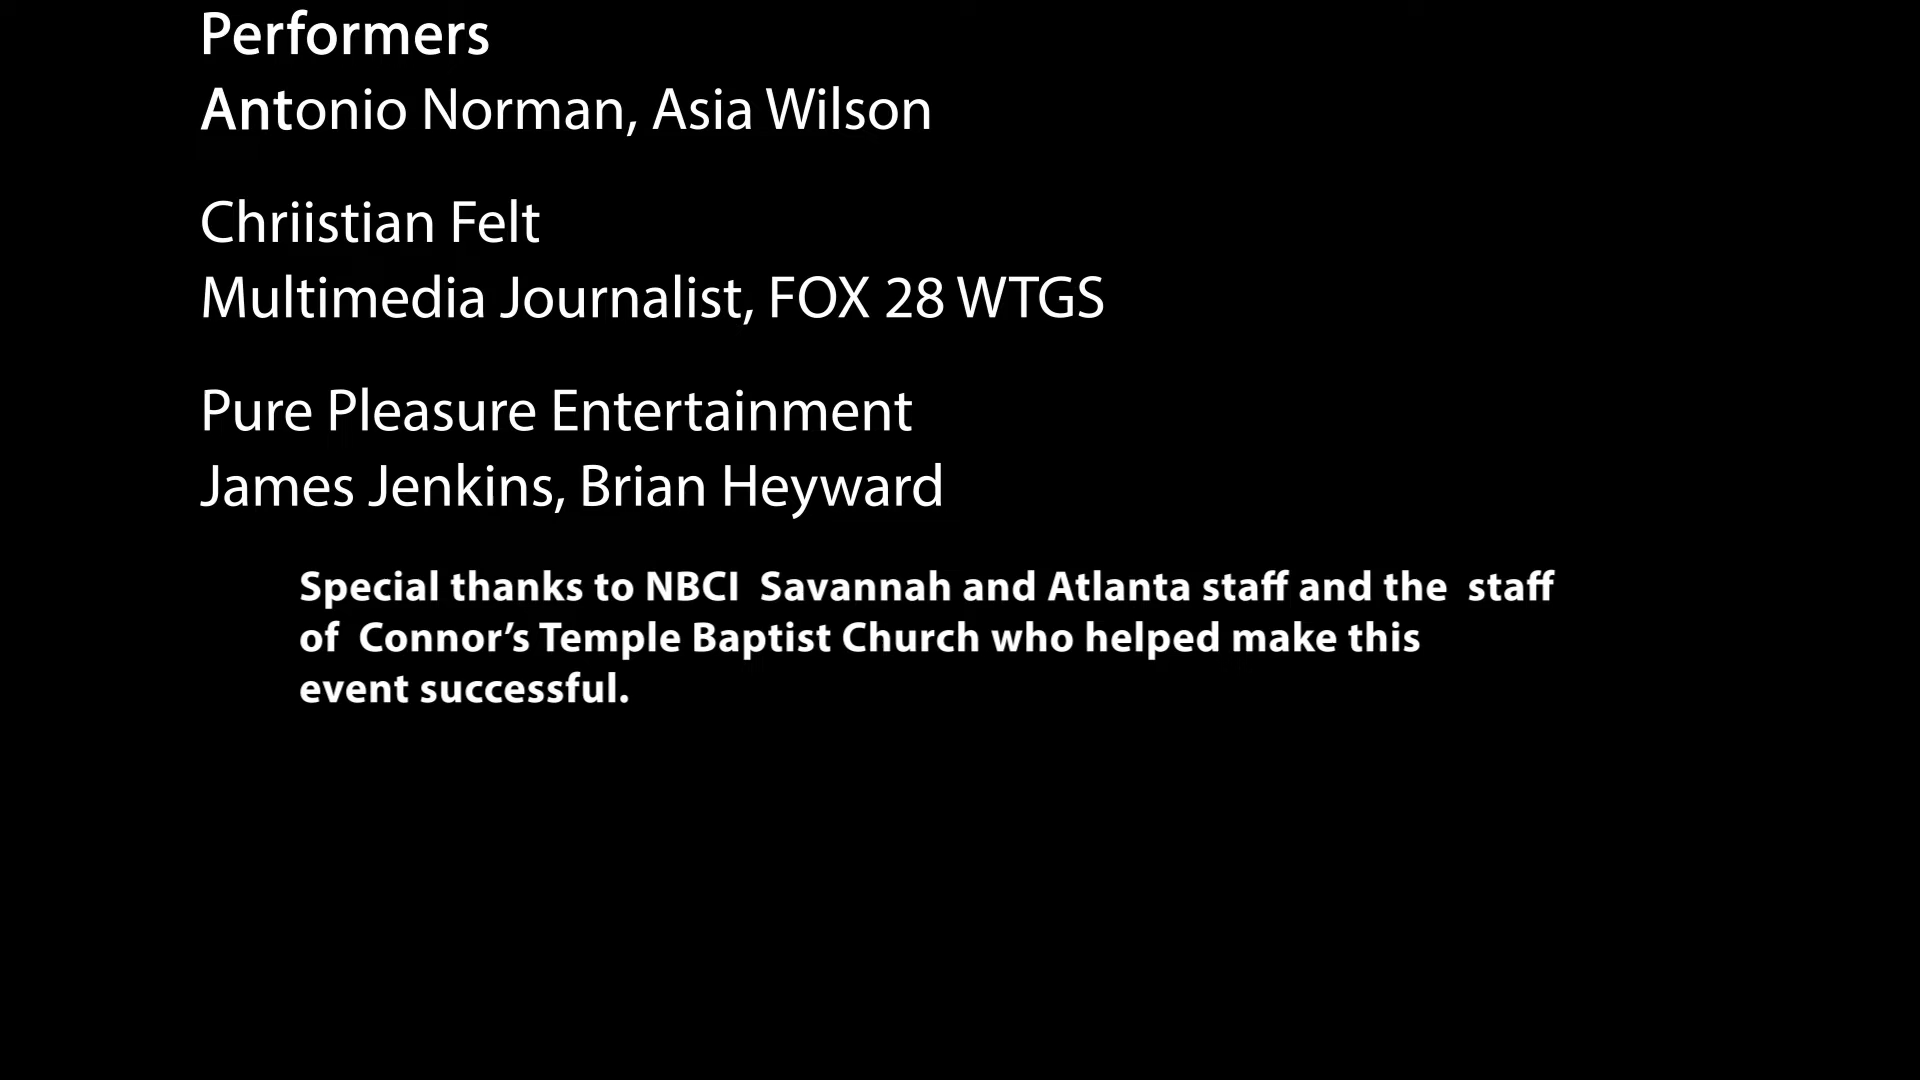 Performers
Antonio Norman, Asia Wilson
Chriistian Felt
Multimedia Journalist, FOX 28 WTGS
Pure Pleasure Entertainment
James Jenkins, Brian Heyward
Special thanks to NBCI  Savannah and Atlanta staff and the  staff
of  Connor’s Temple Baptist Church who helped make this
event successful.